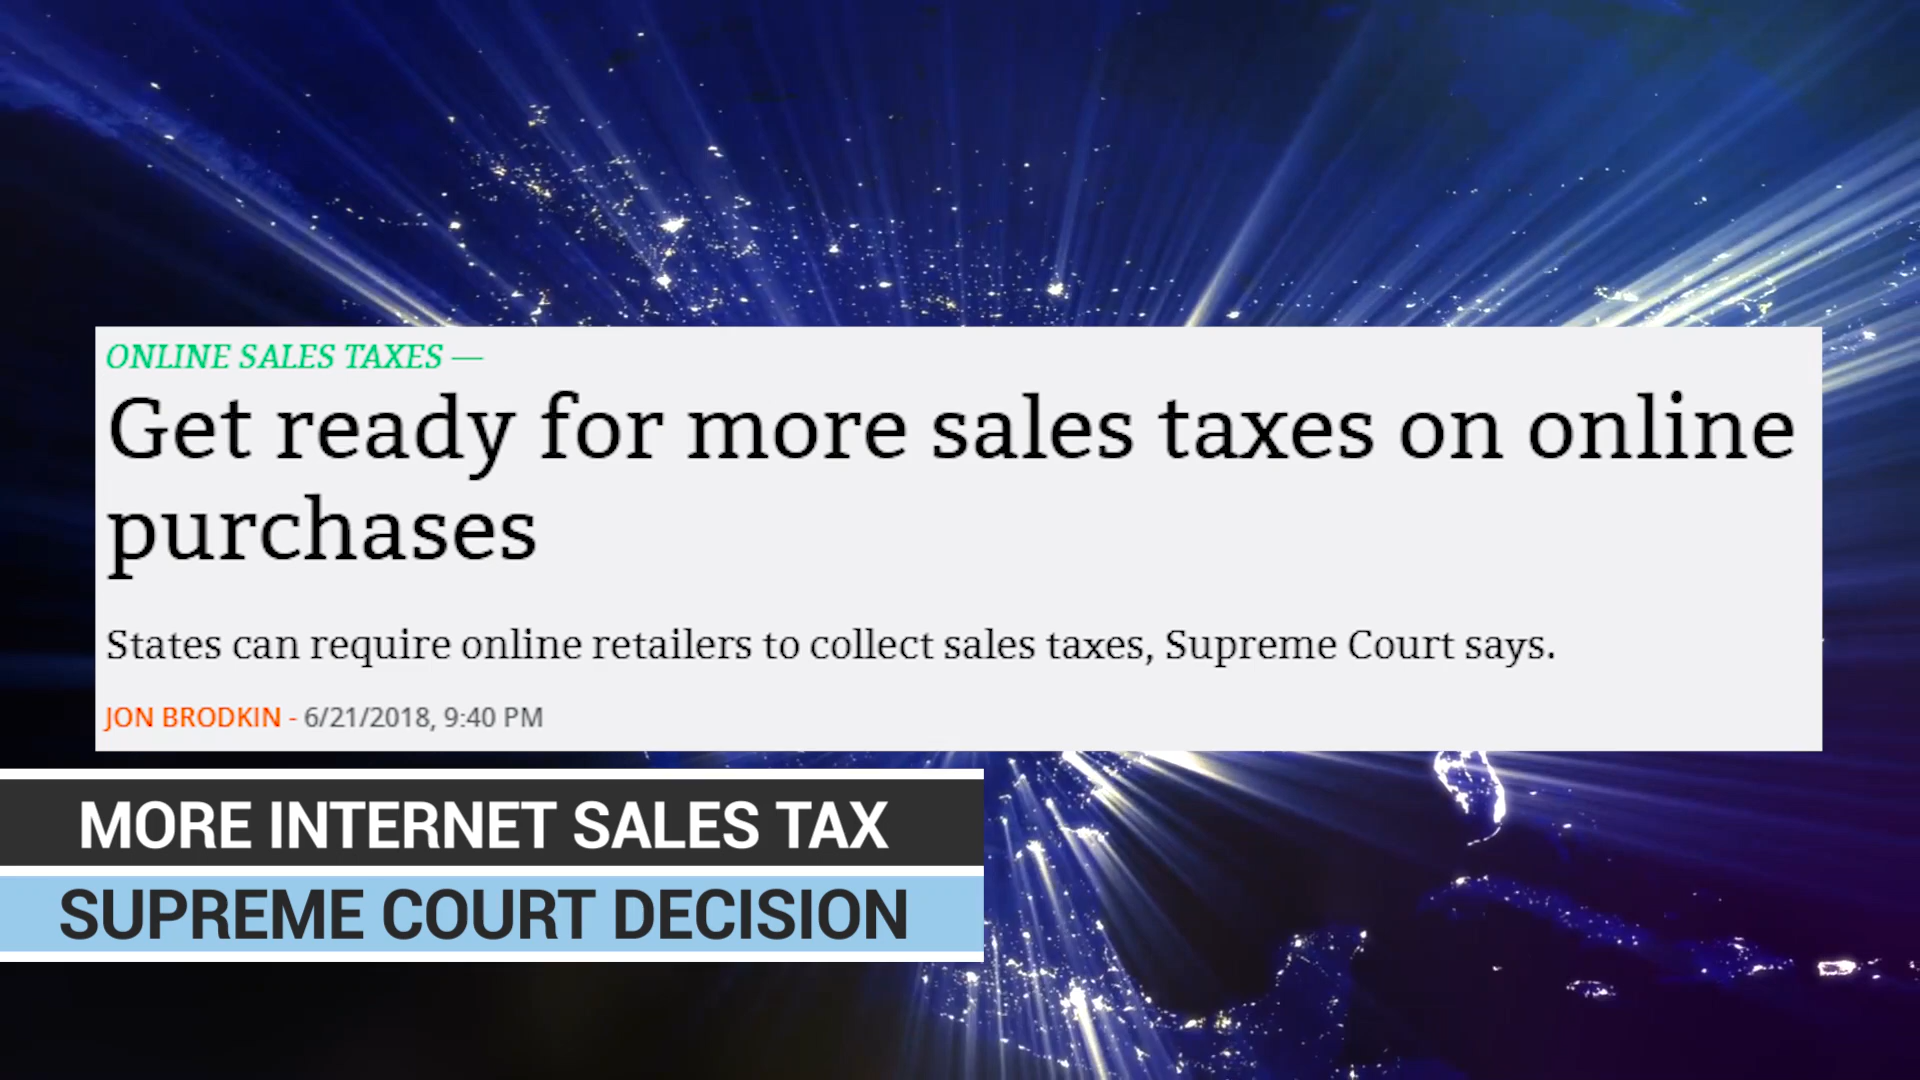 ONLINE SALES TAXES —
Get ready for more sales taxes on online
purchases
States can require online retailers to collect sales taxes, Supreme Court says.
JON BRODKIN - 6/21/2018, 9:40 PM
MORE INTERNET SALES TAX
SUPREME COURT DECISION